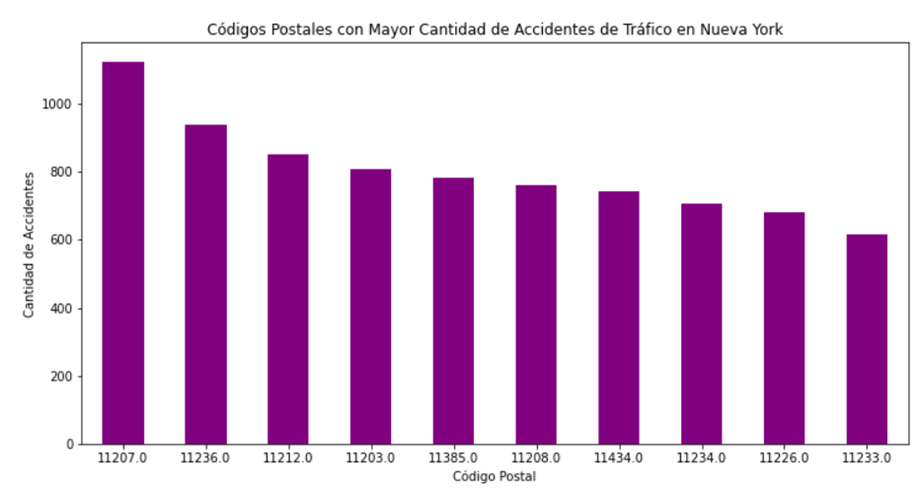 Códigos Postales con Mayor Cantidad de Accidentes de Tráfico en Nueva York
Cantidad de Accidentes
1000
800
600
400
200
0
11207.0 11236.0 11212.0 11203.0 11385.0 11208.0 11434.0 11234.0 11226.0 11233.0
Código Postal